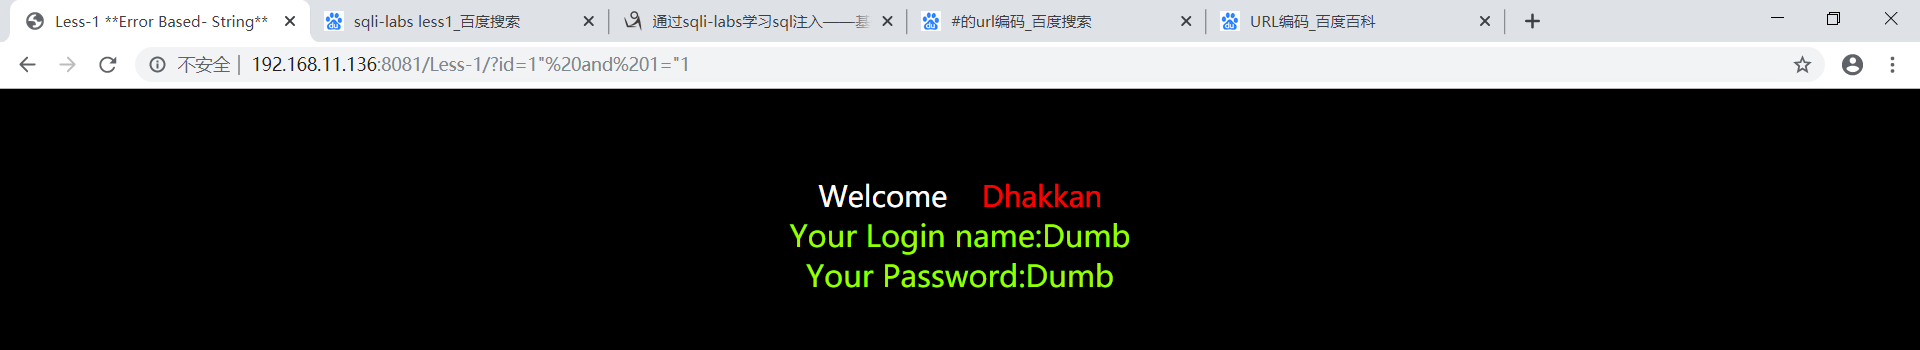 Less-1 **Error Based- String**
sqli-labs less1_百度搜索
通过sqli-labs学习sql注入——基
#的url编码_百度搜索
URL编码_百度百科
不安全 | 192.168.11.136:8081/Less-1/?id=1"%20and%201="1
Welcome Dhakkan
Your Login name:Dumb
Your Password:Dumb